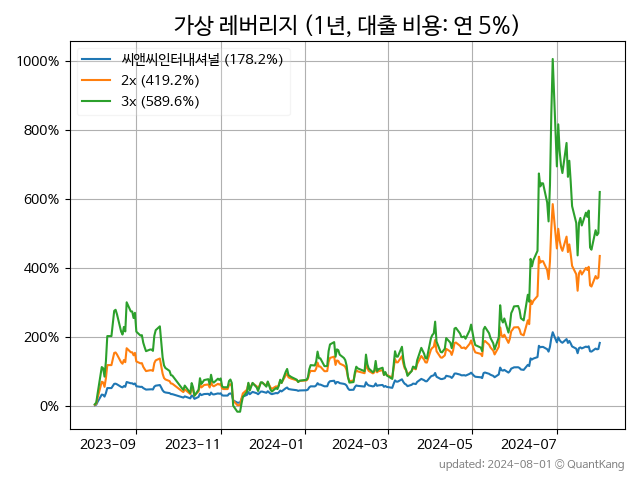 가상 레버리지 (1년, 대출 비용: 연 5%)
씨앤씨인터내셔널 (178.2%)
2x (419.2%)
3x (589.6%)
1000%
800%
600%
400%
200%
0%
2023-09 2023-11 2024-01 2024-03 2024-05 2024-07
updated: 2024-08-01 © QuantKang